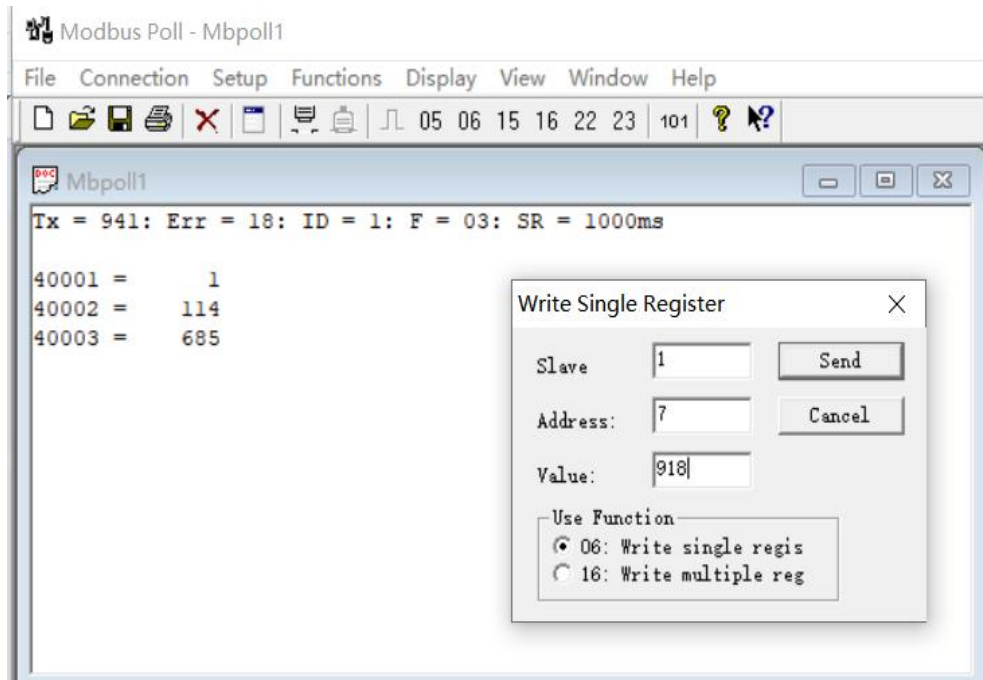 Modbus Poll - Mbpoll1
File Connection Setup Functions Display View Window Help
05 06 15 16 22 23 101
Mbpoll1
Tx = 941: Err = 18: ID = 1: F = 03: SR = 1000ms
40001 = 1
40002 = 114
40003 = 685
Write Single Register
Slave 1 Send
Address: 7 Cancel
Value: 918
Use Function
06: Write single regis
16: Write multiple reg